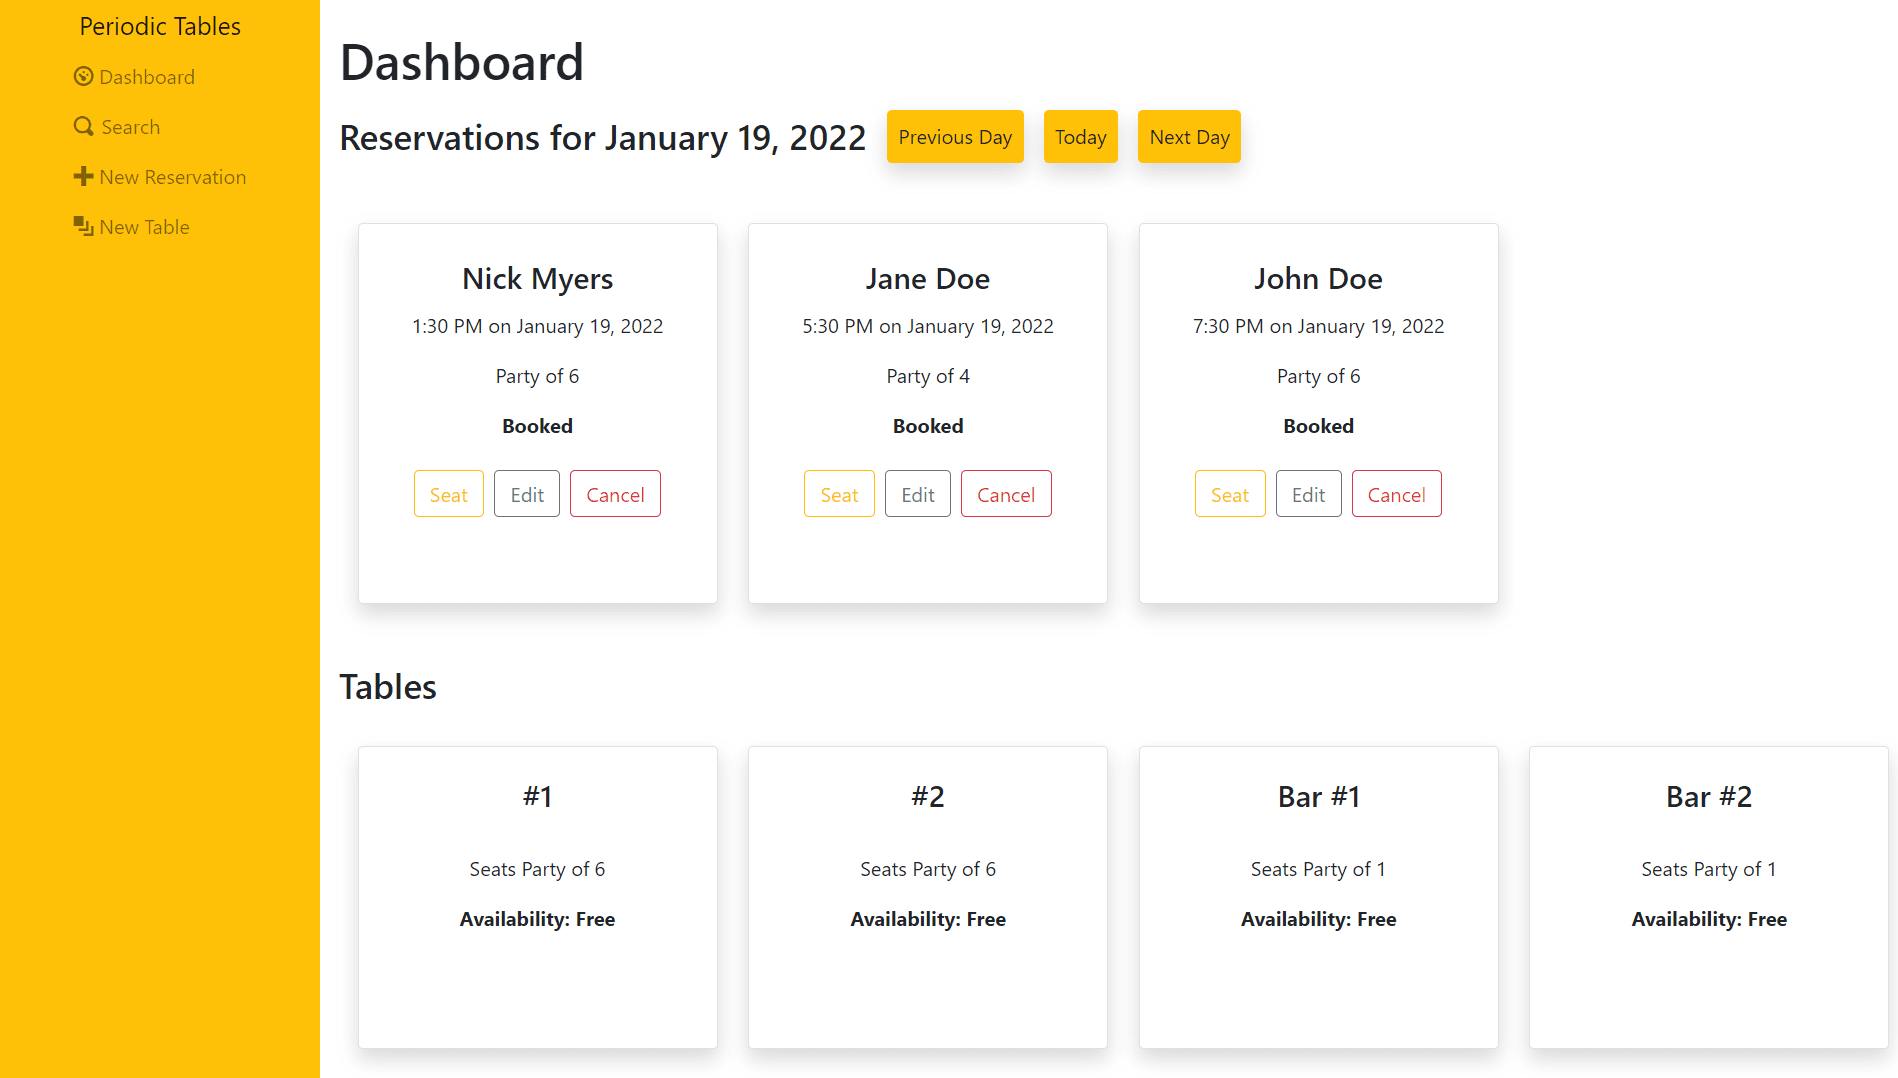 Periodic Tables
Dashboard
Search
New Reservation
New Table
Dashboard
Reservations for January 19, 2022
Previous Day
Today
Next Day
Nick Myers
1:30 PM on January 19, 2022
Party of 6
Booked
Seat Edit Cancel
Jane Doe
5:30 PM on January 19, 2022
Party of 4
Booked
Seat Edit Cancel
John Doe
7:30 PM on January 19, 2022
Party of 6
Booked
Seat Edit Cancel
Tables
#1
Seats Party of 6
Availability: Free
#2
Seats Party of 6
Availability: Free
Bar #1
Seats Party of 1
Availability: Free
Bar #2
Seats Party of 1
Availability: Free